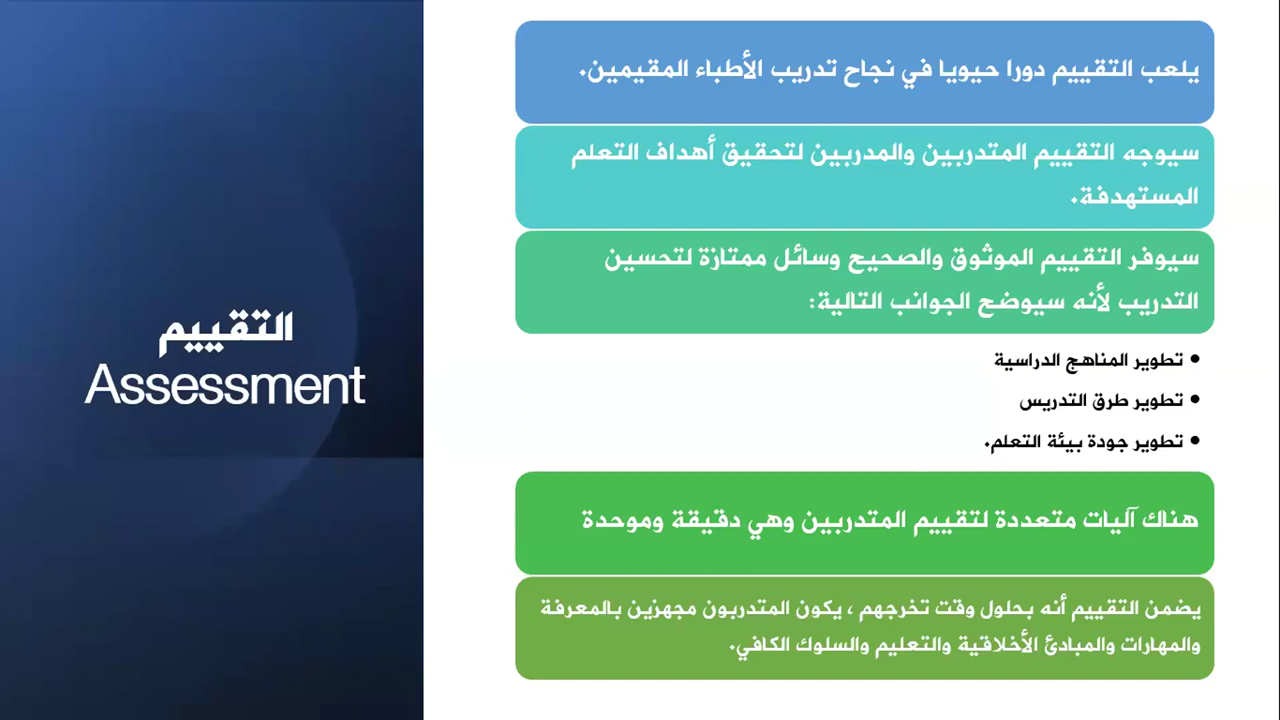 التقييم
Assessment
يلعب التقييم دورا حيويا في نجاح تدريب الأطباء المقيمين.
سيوجه التقييم المتدربين والمدربين لتحقيق أهداف التعلم
المستهدفة.
سيوفر التقييم الموثوق والصحيح وسائل ممتازة لتحسين
التدريب لأنه سيوضح الجوانب التالية:
• تطوير المناهج الدراسية
• تطوير طرق التدريس
• تطوير جودة بيئة التعلم.
هناك آليات متعددة لتقييم المتدربين وهي دقيقة وموحدة
يضمن التقييم أنه بحلول وقت تخرجهم ، يكون المتدربون مجهزين بالمعرفة
والمهارات والمبادئ الأخلاقية والتعليم والسلوك الكافي.